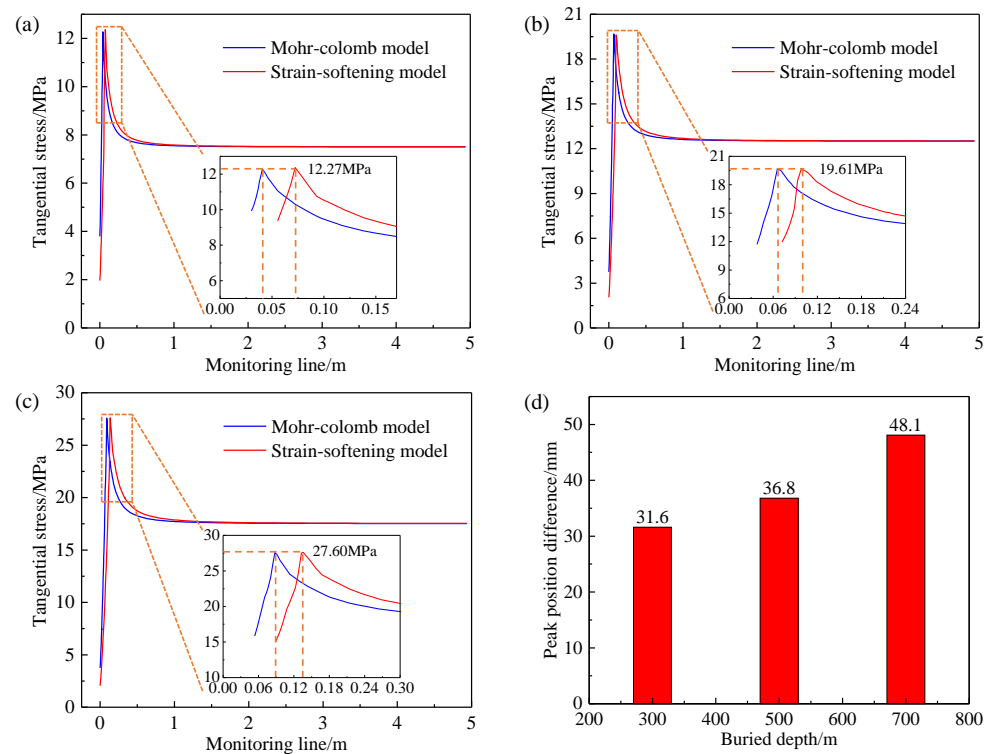 (a)
Tangential stress/MPa
12
10
8
6
4
2
0
Mohr-colomb model
Strain-softening model
12.27MPa
12
10
8
6
0.00 0.05 0.10 0.15
0 1 2 3 4 5
Monitoring line/m
(b)
Tangential stress/MPa
21
18
15
12
9
6
3
0
Mohr-colomb model
Strain-softening model
19.61MPa
21
18
15
12
9
6
0.00 0.06 0.12 0.18 0.24
0 1 2 3 4 5
Monitoring line/m
(c)
Tangential stress/MPa
30
25
20
15
10
5
0
Mohr-colomb model
Strain-softening model
27.60MPa
30
25
20
15
10
0.00 0.06 0.12 0.18 0.24 0.30
0 1 2 3 4 5
Monitoring line/m
(d)
Peak position difference/mm
50
40
30
20
10
0
31.6
36.8
48.1
200 300 400 500 600 700 800
Buried depth/m